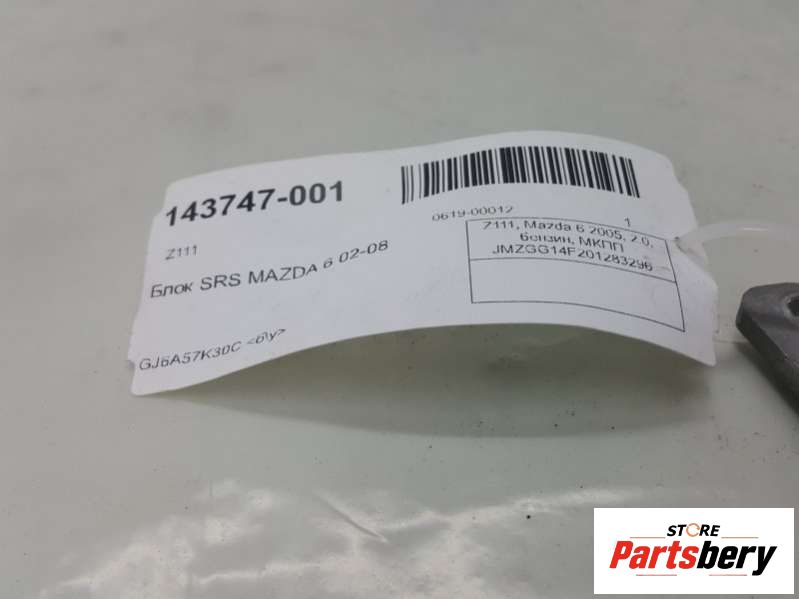 143747-001
Z111
Блок SRS MAZDA 6 02-08
GJ6A57K30C <б\у>
0619-00012 1
Z111, Mazda 6 2005, 2.0,
бензин, МКПП
JMZGG14F201283296
STORE
Partsbery